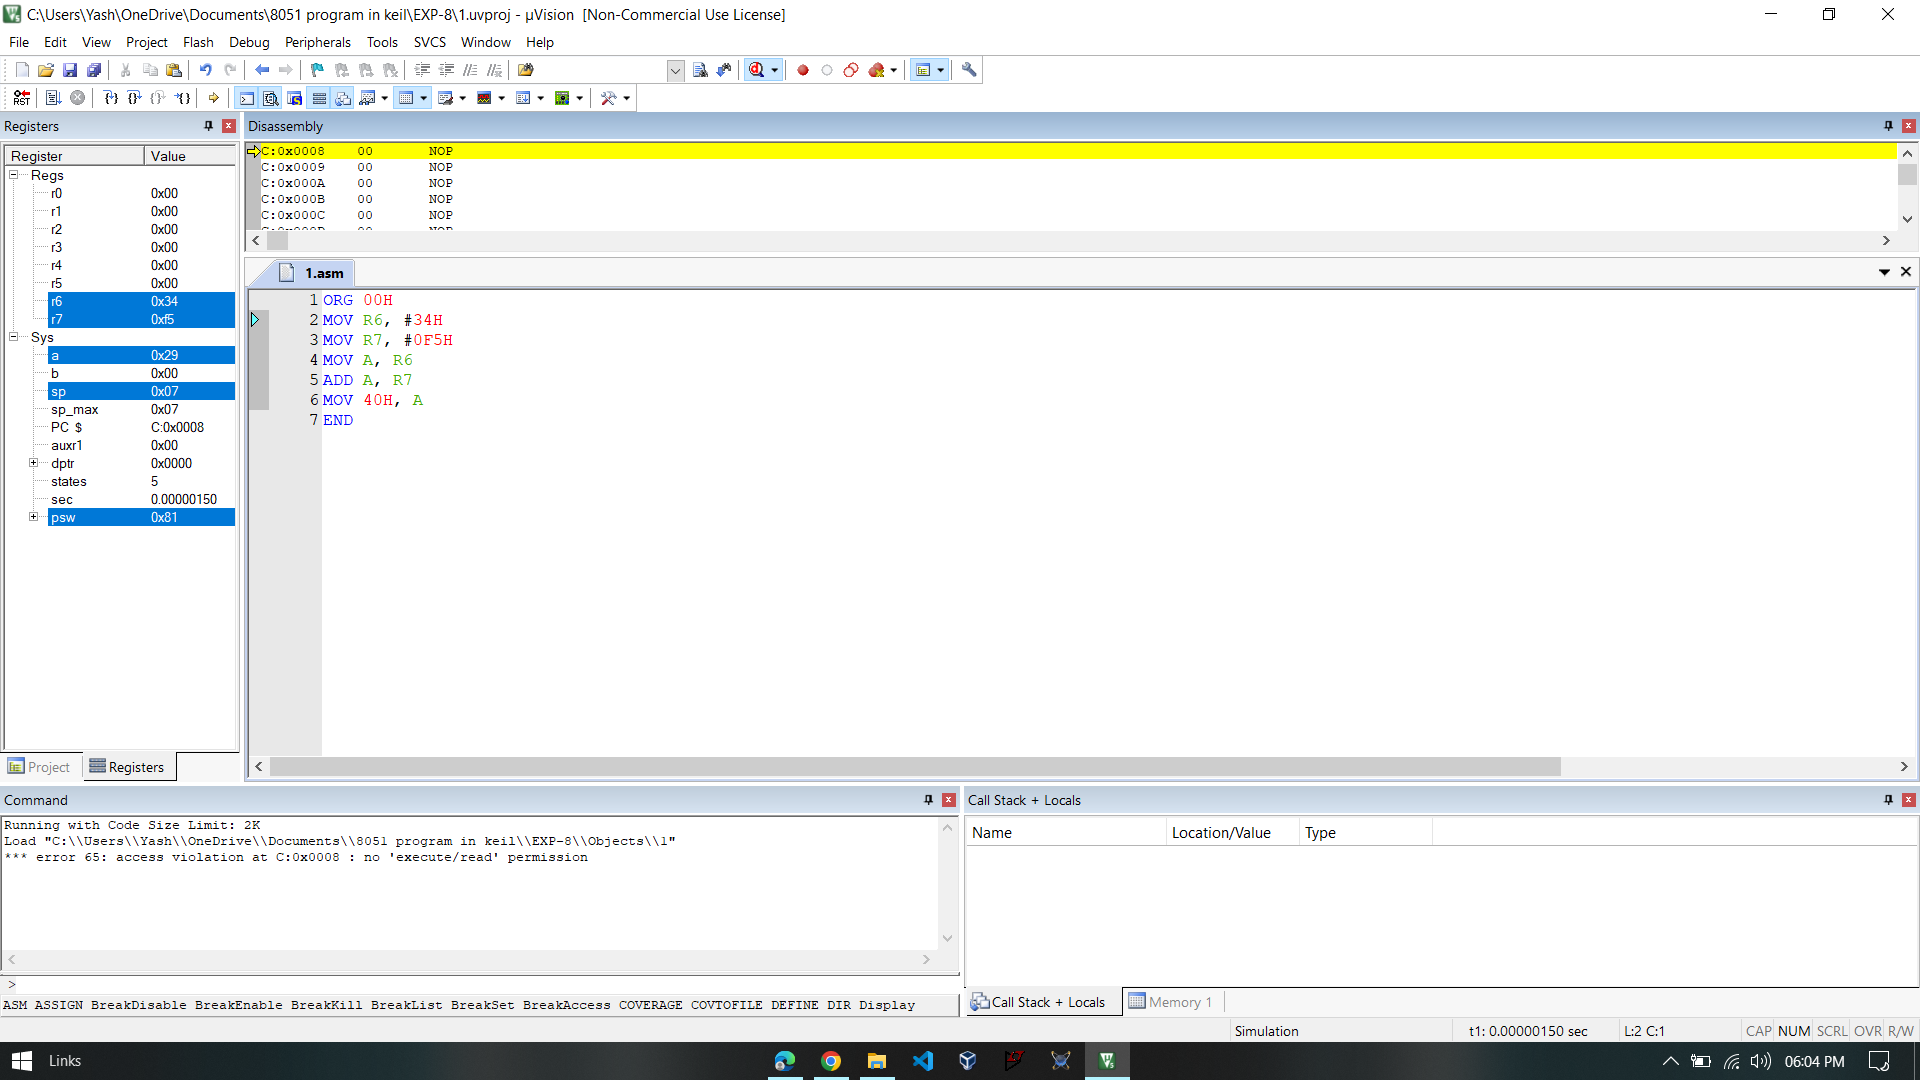 C:\Users\Yash\OneDrive\Documents\8051 program in keil\EXP-8\1.uvproj - µVision  [Non-Commercial Use License]
File Edit View Project Flash Debug Peripherals Tools SVCS Window Help
RST
Registers
Register Value
Regs
r0 0x00
r1 0x00
r2 0x00
r3 0x00
r4 0x00
r5 0x00
r6 0x34
r7 0xf5
Sys
a 0x29
b 0x00
sp 0x07
sp_max 0x07
PC $ C:0x0008
auxr1 0x00
dptr 0x0000
states 5
sec 0.00000150
psw 0x81
Project Registers
Disassembly
C:0x0008 00 NOP
C:0x0009 00 NOP
C:0x000A 00 NOP
C:0x000B 00 NOP
C:0x000C 00 NOP
C:0x000D 00 NOP
1.asm
1 ORG 00H
2 MOV R6, #34H
3 MOV R7, #0F5H
4 MOV A, R6
5 ADD A, R7
6 MOV 40H, A
7 END
Command
Running with Code Size Limit: 2K
Load "C:\\Users\\Yash\\OneDrive\\Documents\\8051 program in keil\\EXP-8\\Objects\\1"
*** error 65: access violation at C:0x0008 : no 'execute/read' permission
>
ASM ASSIGN BreakDisable BreakEnable BreakKill BreakList BreakSet BreakAccess COVERAGE COVTOFILE DEFINE DIR Display
Call Stack + Locals
Name Location/Value Type
Call Stack + Locals Memory 1
Simulation t1: 0.00000150 sec L:2 C:1 CAP NUM SCRL OVR R/W
Links 06:04 PM